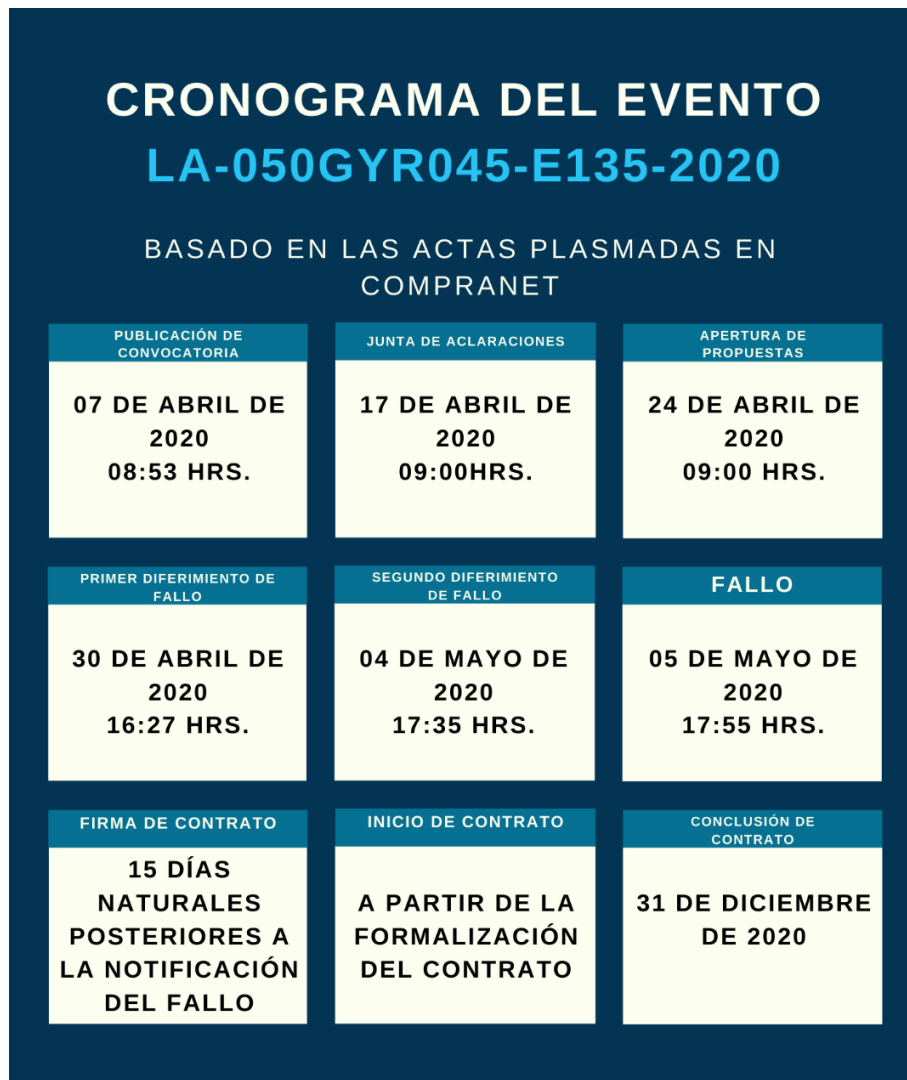 CRONOGRAMA DEL EVENTO
LA-050GYR045-E135-2020
BASADO EN LAS ACTAS PLASMADAS EN
COMPRANET
PUBLICACIÓN DE
CONVOCATORIA
07 DE ABRIL DE
2020
08:53 HRS.
JUNTA DE ACLARACIONES
17 DE ABRIL DE
2020
09:00HRS.
APERTURA DE
PROPUESTAS
24 DE ABRIL DE
2020
09:00 HRS.
PRIMER DIFERIMIENTO DE
FALLO
30 DE ABRIL DE
2020
16:27 HRS.
SEGUNDO DIFERIMIENTO
DE FALLO
04 DE MAYO DE
2020
17:35 HRS.
FALLO
05 DE MAYO DE
2020
17:55 HRS.
FIRMA DE CONTRATO
15 DÍAS
NATURALES
POSTERIORES A
LA NOTIFICACIÓN
DEL FALLO
INICIO DE CONTRATO
A PARTIR DE LA
FORMALIZACIÓN
DEL CONTRATO
CONCLUSIÓN DE
CONTRATO
31 DE DICIEMBRE
DE 2020